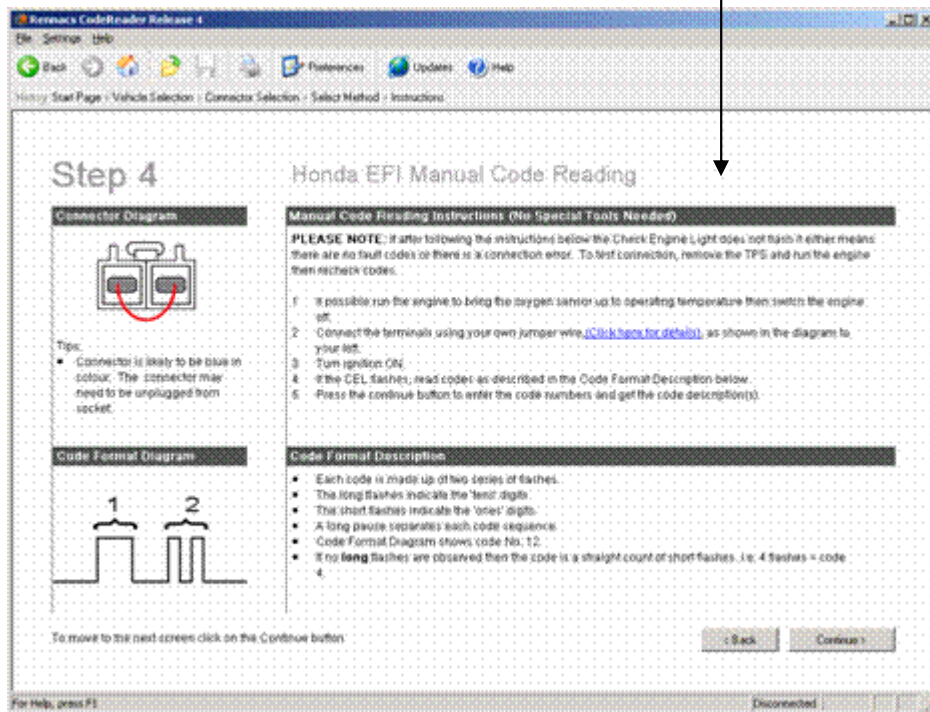 Rennacs CodeReader Release 4
File Settings Help
Back Preferences Updates Help
History Start Page - Vehicle Selection - Connector Selection - Select Method - Instructions
Step 4
Honda EFI Manual Code Reading
Connector Diagram
Manual Code Reading Instructions (No Special Tools Needed)
PLEASE NOTE: If after following the instructions below the Check Engine Light does not flash it either means
there are no fault codes or there is a connection error. To test connection, remove the TPS and run the engine
then recheck codes.
1 If possible run the engine to bring the oxygen sensor up to operating temperature then switch the engine
off.
2 Connect the terminals using your own jumper wire,(Click here for details), as shown in the diagram to
your left.
3 Turn ignition ON.
4 If the CEL flashes, read codes as described in the Code Format Description below.
5 Press the continue button to enter the code numbers and get the code description(s).
Tips:
• Connector is likely to be blue in
colour. The connector may
need to be unplugged from
socket.
Code Format Diagram
Code Format Description
1 2
• Each code is made up of two series of flashes.
• The long flashes indicate the 'tens' digits.
• The short flashes indicate the 'ones' digits.
• A long pause separates each code sequence.
• Code Format Diagram shows code No. 12.
• If no long flashes are observed then the code is a straight count of short flashes. i.e. 4 flashes = code
4.
To move to the next screen click on the Continue button
< Back Continue >
For Help, press F1
Disconnected